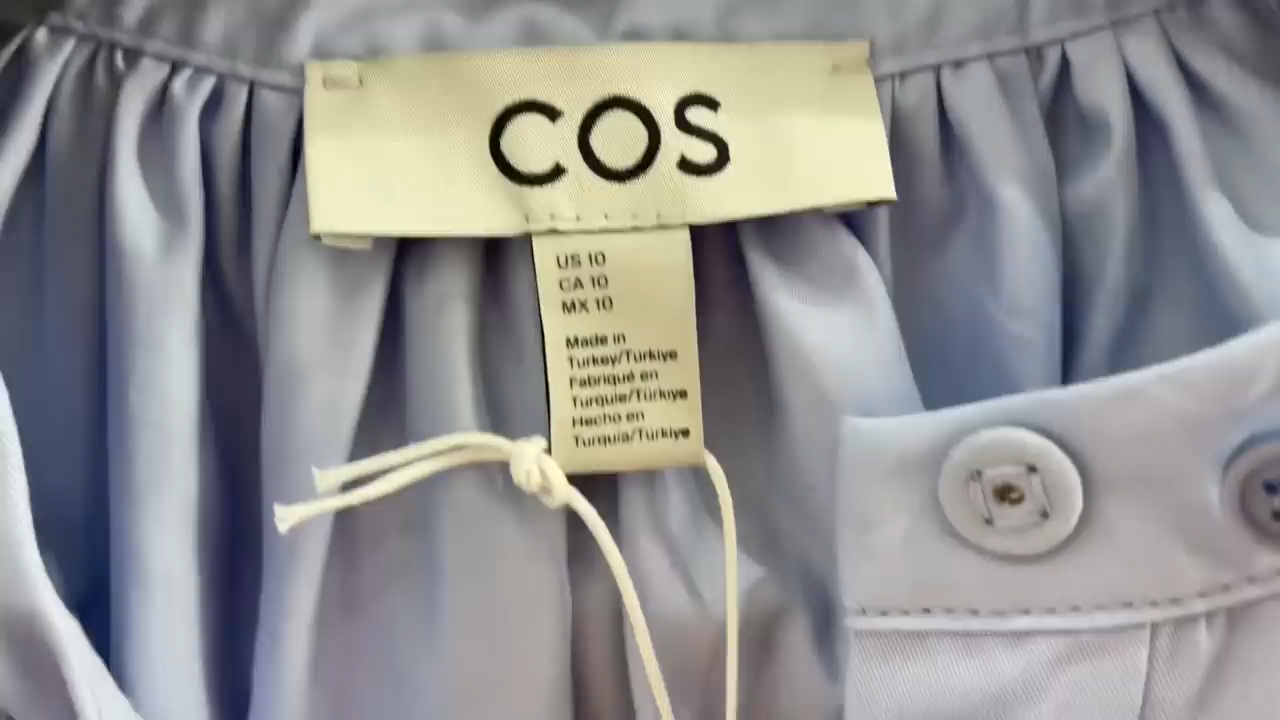 COS
US 10
CA 10
MX 10
Made in
Turkey/Türkiye
Fabriqué en
Turquie/Türkiye
Hecho en
Turquía/Türkiye